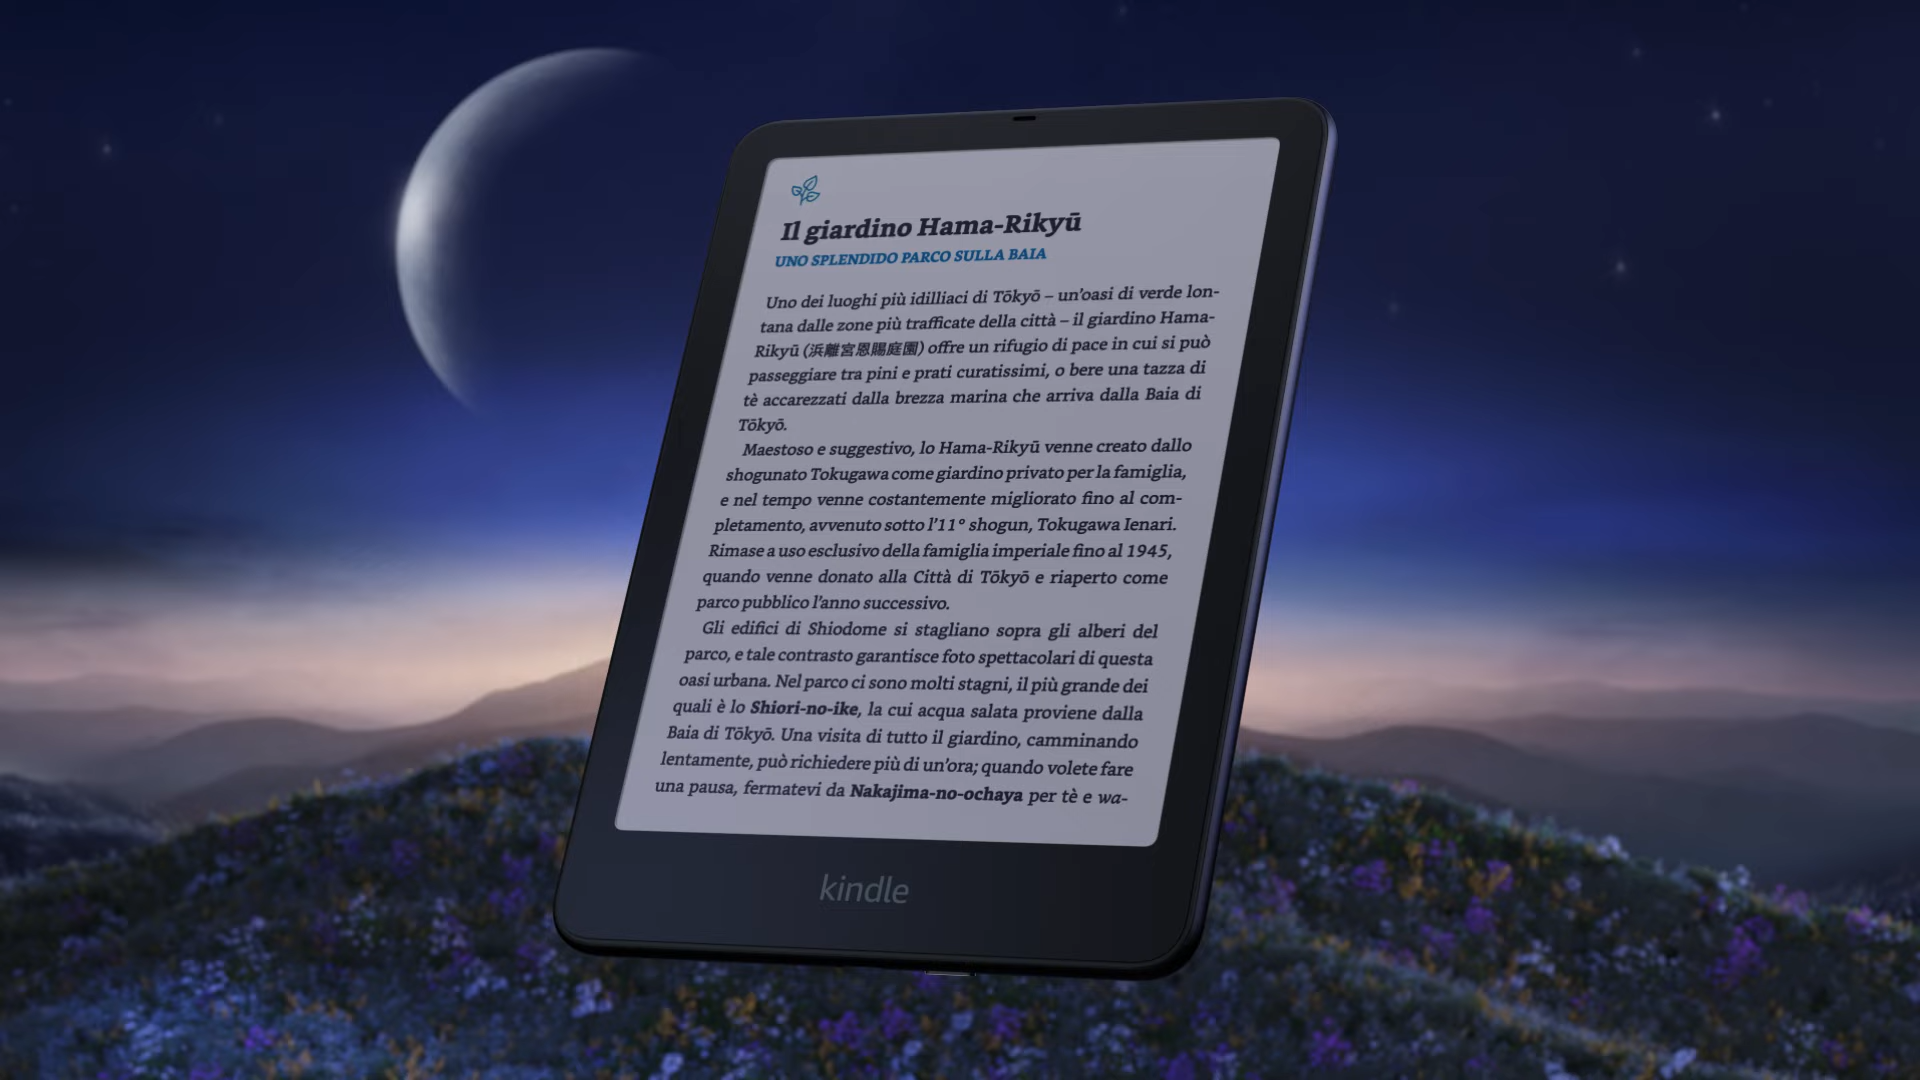 Il giardino Hama-Rikyū
UNO SPLENDIDO PARCO SULLA BAIA
Uno dei luoghi più idilliaci di Tōkyō – un’oasi di verde lon-
tana dalle zone più trafficate della città – il giardino Hama-
Rikyū (浜離宮恩賜庭園) offre un rifugio di pace in cui si può
passeggiare tra pini e prati curatissimi, o bere una tazza di
tè accarezzati dalla brezza marina che arriva dalla Baia di
Tōkyō.
Maestoso e suggestivo, lo Hama-Rikyū venne creato dallo
shogunato Tokugawa come giardino privato per la famiglia,
e nel tempo venne costantemente migliorato fino al com-
pletamento, avvenuto sotto l’11° shogun, Tokugawa Ienari.
Rimase a uso esclusivo della famiglia imperiale fino al 1945,
quando venne donato alla Città di Tōkyō e riaperto come
parco pubblico l’anno successivo.
Gli edifici di Shiodome si stagliano sopra gli alberi del
parco, e tale contrasto garantisce foto spettacolari di questa
oasi urbana. Nel parco ci sono molti stagni, il più grande dei
quali è lo Shiori-no-ike, la cui acqua salata proviene dalla
Baia di Tōkyō. Una visita di tutto il giardino, camminando
lentamente, può richiedere più di un’ora; quando volete fare
una pausa, fermatevi da Nakajima-no-ochaya per tè e wa-
kindle